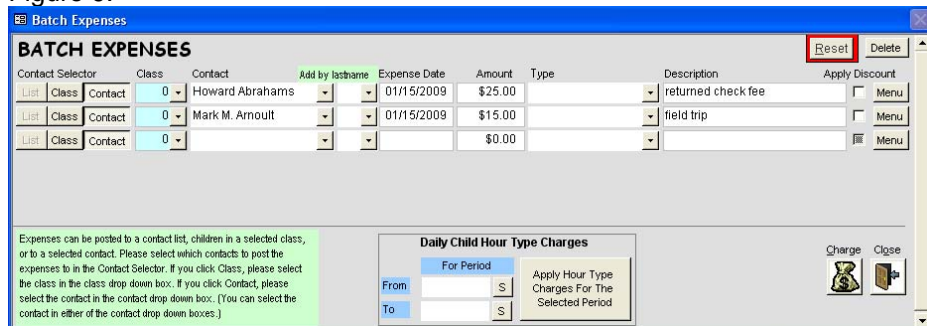 Batch Expenses
BATCH EXPENSES Reset Delete
Contact Selector Class Contact Add by lastname Expense Date Amount Type Description Apply Discount
List Class Contact 0 Howard Abrahams 01/15/2009 $25.00 returned check fee Menu
List Class Contact 0 Mark M. Arnoult 01/15/2009 $15.00 field trip Menu
List Class Contact 0 $0.00 Menu
Expenses can be posted to a contact list, children in a selected class,
or to a selected contact. Please select which contacts to post the
expenses to in the Contact Selector. If you click Class, please select
the class in the class drop down box. If you click Contact, please
select the contact in the contact drop down box. (You can select the
contact in either of the contact drop down boxes.)
Daily Child Hour Type Charges
For Period
From S
To S
Apply Hour Type
Charges For The
Selected Period
Charge Close